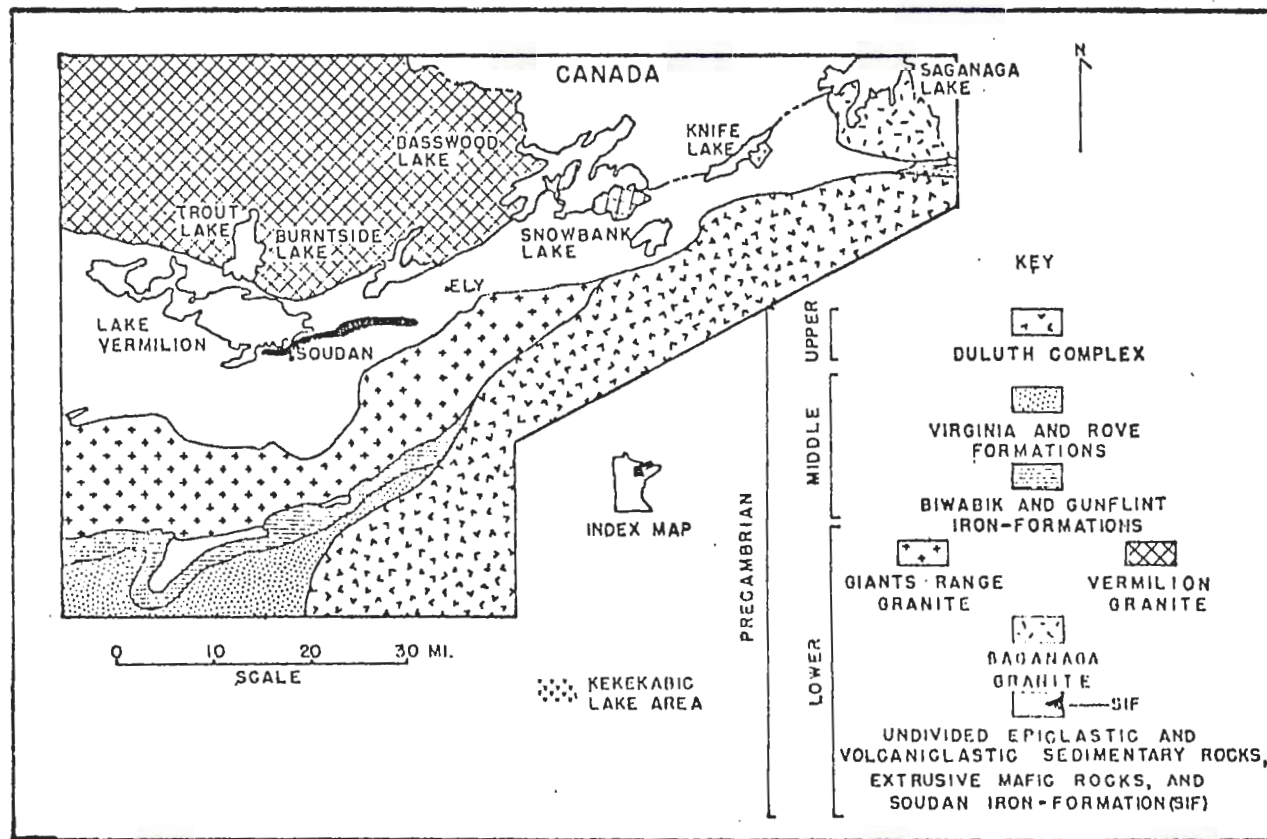 CANADA
N
SAGANAGA
LAKE
KNIFE
LAKE
BASSWOOD
LAKE
TROUT
LAKE
BURNTSIDE
LAKE
SNOWBANK
LAKE
ELY
LAKE
VERMILION
SOUDAN
INDEX MAP
0 10 20 30 MI.
SCALE
KEKEKABIC
LAKE AREA
KEY
PRECAMBRIAN
UPPER
DULUTH COMPLEX
MIDDLE
VIRGINIA AND ROVE
FORMATIONS
BIWABIK AND GUNFLINT
IRON-FORMATIONS
LOWER
GIANTS RANGE
GRANITE
VERMILION
GRANITE
SAGANAGA
GRANITE
SIF
UNDIVIDED EPICLASTIC AND
VOLCANICLASTIC SEDIMENTARY ROCKS,
EXTRUSIVE MAFIC ROCKS, AND
SOUDAN IRON-FORMATION(SIF)